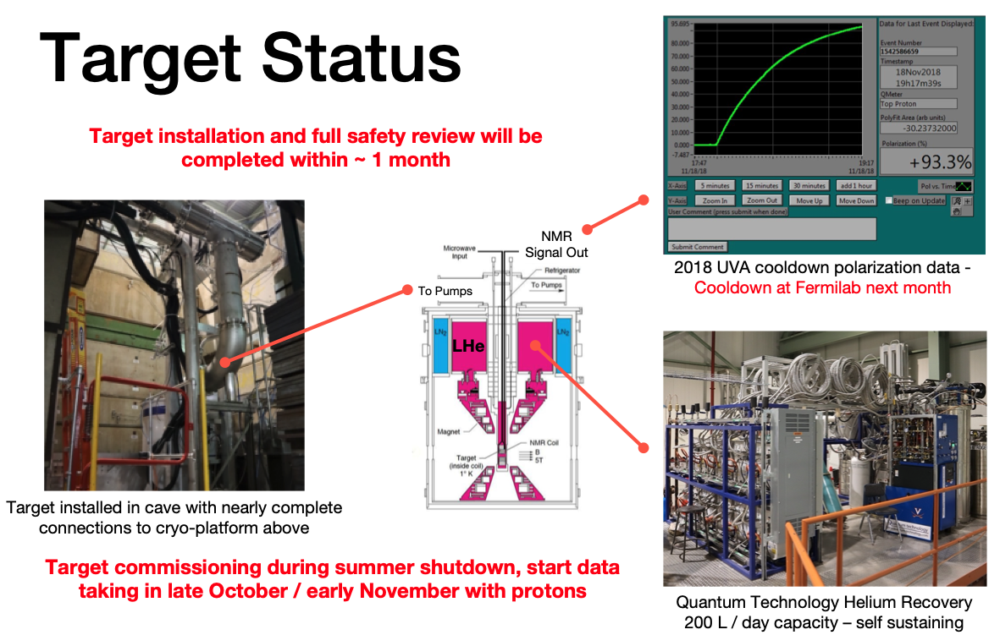 Target Status
Target installation and full safety review will be
completed within ~ 1 month
95.695
80.000
70.000
60.000
50.000
40.000
30.000
20.000
10.000
0.000
-7.487
17:47
11/18/18
19:17
11/18/18
Data for Last Event Displayed:
Event Number
1542586659
Timestamp
18Nov2018
19h17m39s
QMeter
Top Proton
PolyFit Area (arb units)
-30.23732000
Polarization (%)
+93.3%
X-Axis
5 minutes
15 minutes
30 minutes
add 1 hour
Pol vs. Time
Y-Axis
Zoom In
Zoom Out
Move Up
Move Down
Beep on Update
User Comment (press submit when done)
Submit Comment
2018 UVA cooldown polarization data -
Cooldown at Fermilab next month
NMR
Signal Out
Microwave
Input
Refrigerator
To Pumps
To Pumps
LN2
LHe
LN2
Magnet
NMR Coil
Target
(inside coil)
1° K
B
5T
Target installed in cave with nearly complete
connections to cryo-platform above
Target commissioning during summer shutdown, start data
taking in late October / early November with protons
Quantum technology
Quantum Technology Helium Recovery
200 L / day capacity – self sustaining